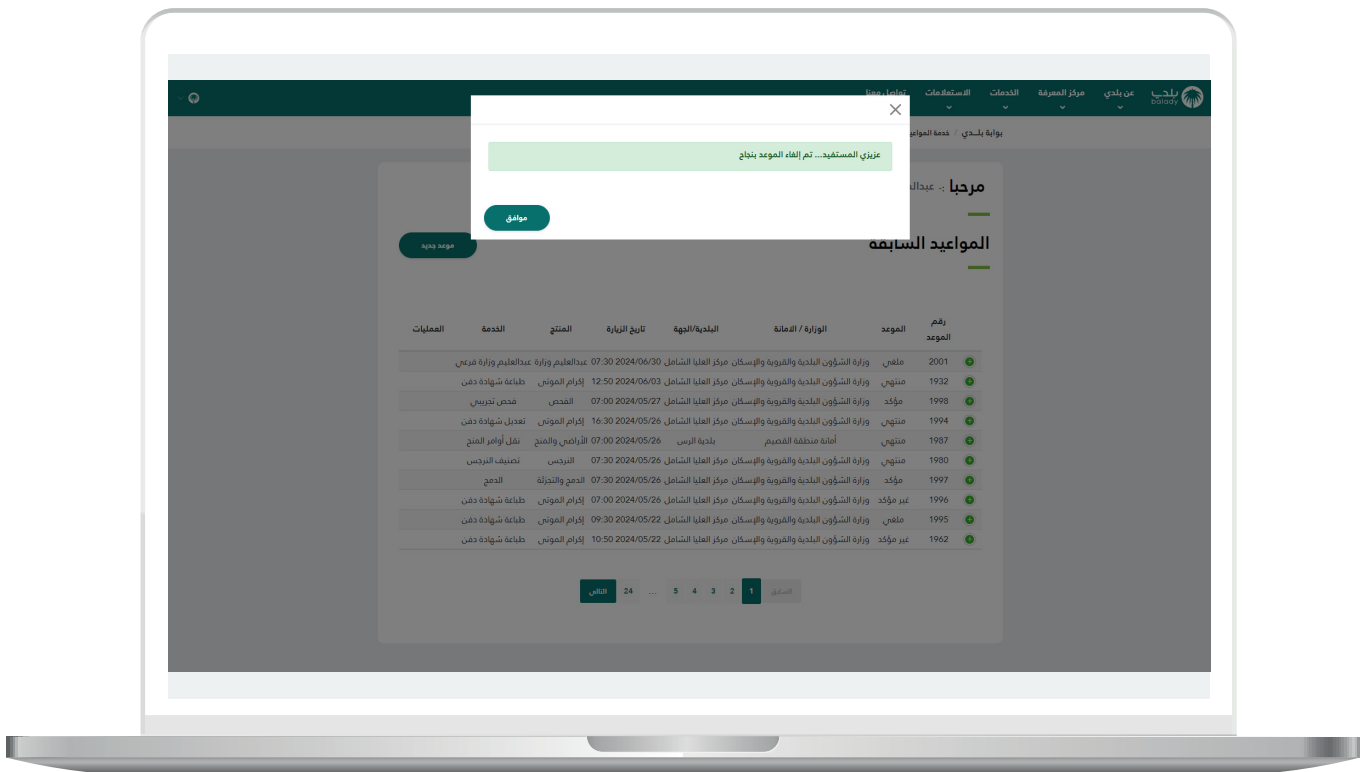 بلدي
balady
عن بلدي
مركز المعرفة
الخدمات
الاستعلامات
تواصل معنا
بوابة بلـــدي / خدمة
عزيزي المستفيد... تم إلغاء الموعد بنجاح
موافق
مرحبا :-
المواعيد السابقة
موعد جديد
رقم الموعد الموعد الوزارة / الامانة البلدية/الجهة تاريخ الزيارة المنتج الخدمة العمليات
2001 ملغي وزارة الشؤون البلدية والقروية والإسكان مركز العليا الشامل 2024/06/30 07:30 عبدالعليم وزارة عبدالعليم وزارة فرعي
1932 منتهي وزارة الشؤون البلدية والقروية والإسكان مركز العليا الشامل 2024/06/03 12:50 إكرام الموتى طباعة شهادة دفن
1998 مؤكد وزارة الشؤون البلدية والقروية والإسكان مركز العليا الشامل 2024/05/27 07:00 الفحص فحص تجريبي
1994 منتهي وزارة الشؤون البلدية والقروية والإسكان مركز العليا الشامل 2024/05/26 16:30 إكرام الموتى تعديل شهادة دفن
1987 منتهي أمانة منطقة القصيم بلدية الرس 2024/05/26 07:00 الأراضي والمنح نقل أوامر المنح
1980 منتهي وزارة الشؤون البلدية والقروية والإسكان مركز العليا الشامل 2024/05/26 07:30 النرجس تصنيف النرجس
1997 مؤكد وزارة الشؤون البلدية والقروية والإسكان مركز العليا الشامل 2024/05/26 07:30 الدمج والتجزئة الدمج
1996 غير مؤكد وزارة الشؤون البلدية والقروية والإسكان مركز العليا الشامل 2024/05/26 07:00 إكرام الموتى طباعة شهادة دفن
1995 ملغي وزارة الشؤون البلدية والقروية والإسكان مركز العليا الشامل 2024/05/22 09:30 إكرام الموتى طباعة شهادة دفن
1962 غير مؤكد وزارة الشؤون البلدية والقروية والإسكان مركز العليا الشامل 2024/05/22 10:50 إكرام الموتى طباعة شهادة دفن
السابق 1 2 3 4 5 ... 24 التالي